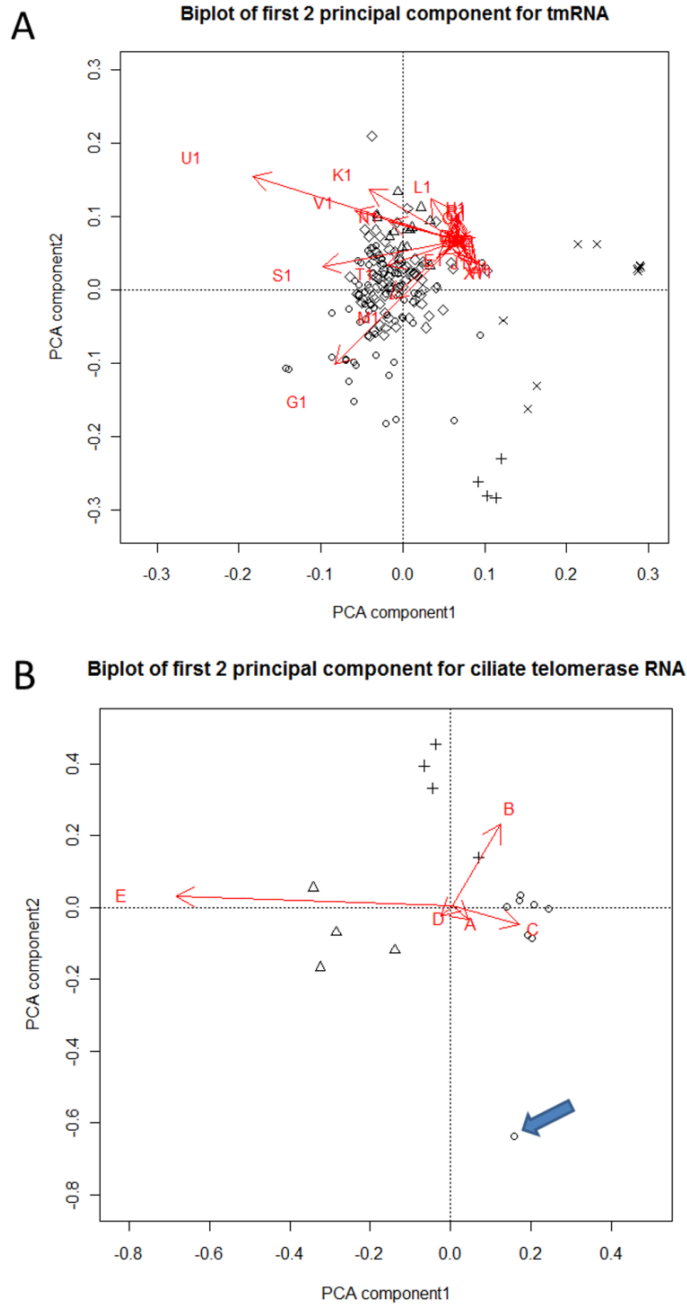 A
Biplot of first 2 principal component for tmRNA
0.3
0.2
0.1
0.0
-0.1
-0.2
-0.3
PCA component2
U1
K1
L1
V1
S1
T1
E1
M1
G1
-0.3 -0.2 -0.1 0.0 0.1 0.2 0.3
PCA component1
B
Biplot of first 2 principal component for ciliate telomerase RNA
0.4
0.2
0.0
-0.2
-0.4
-0.6
-0.8
PCA component2
B
E
D
A
C
-0.8 -0.6 -0.4 -0.2 0.0 0.2 0.4
PCA component1